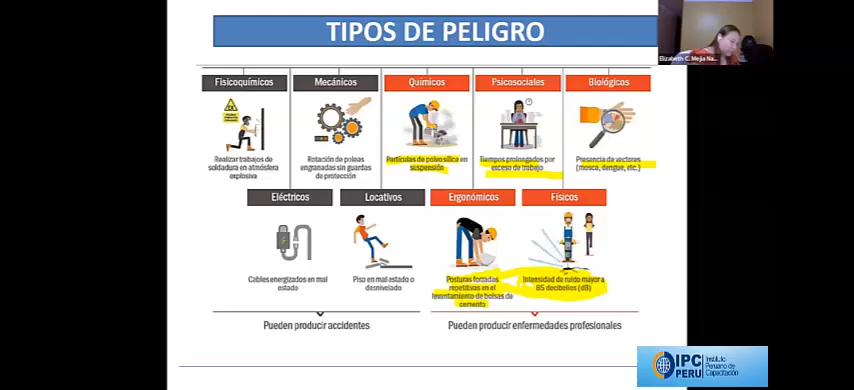 TIPOS DE PELIGRO
Elizabeth C. Mejia Na...
Fisicoquímicos
Mecánicos
Químicos
Psicosociales
Biológicos
Realizar trabajos de
soldadura en atmósfera
explosiva
Rotación de poleas
engranadas sin guardas
de protección
Partículas de polvo sílice en
suspensión
Tiempos prolongados por
exceso de trabajo
Presencia de vectores
(mosca, dengue, etc.)
Eléctricos
Locativos
Ergonómicos
Físicos
Cables energizados en mal
estado
Piso en mal estado o
desnivelado
Posturas forzadas
repetitivas en el
levantamiento de bolsas de
cemento
Intensidad de ruido mayor a
85 decibelios (dB)
Pueden producir accidentes
Pueden producir enfermedades profesionales
IPC
PERU
Instituto
Peruano de
Capacitación